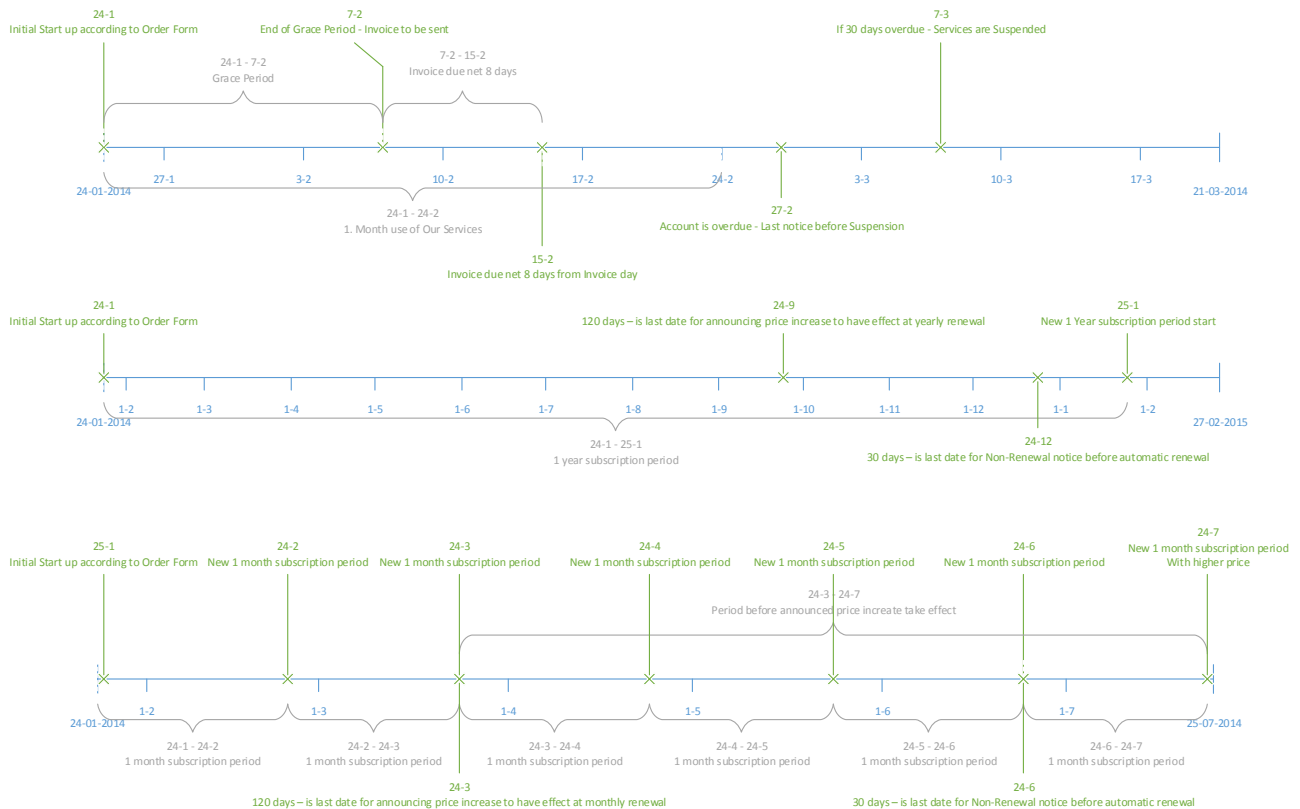 24-1
Initial Start up according to Order Form
7-2
End of Grace Period - Invoice to be sent
7-3
If 30 days overdue - Services are Suspended
24-1 - 7-2
Grace Period
7-2 - 15-2
Invoice due net 8 days
27-1
3-2
10-2
17-2
24-2
3-3
10-3
17-3
24-01-2014
21-03-2014
24-1 - 24-2
1. Month use of Our Services
27-2
Account is overdue - Last notice before Suspension
15-2
Invoice due net 8 days from Invoice day
24-1
Initial Start up according to Order Form
24-9
120 days – is last date for announcing price increase to have effect at yearly renewal
25-1
New 1 Year subscription period start
1-2
1-3
1-4
1-5
1-6
1-7
1-8
1-9
1-10
1-11
1-12
1-1
1-2
24-01-2014
27-02-2015
24-1 - 25-1
1 year subscription period
24-12
30 days – is last date for Non-Renewal notice before automatic renewal
25-1
Initial Start up according to Order Form
24-2
New 1 month subscription period
24-3
New 1 month subscription period
24-4
New 1 month subscription period
24-5
New 1 month subscription period
24-6
New 1 month subscription period
24-7
New 1 month subscription period
With higher price
24-3 - 24-7
Period before announced price increate take effect
1-2
1-3
1-4
1-5
1-6
1-7
24-01-2014
25-07-2014
24-1 - 24-2
1 month subscription period
24-2 - 24-3
1 month subscription period
24-3 - 24-4
1 month subscription period
24-4 - 24-5
1 month subscription period
24-5 - 24-6
1 month subscription period
24-6 - 24-7
1 month subscription period
24-3
120 days – is last date for announcing price increase to have effect at monthly renewal
24-6
30 days – is last date for Non-Renewal notice before automatic renewal